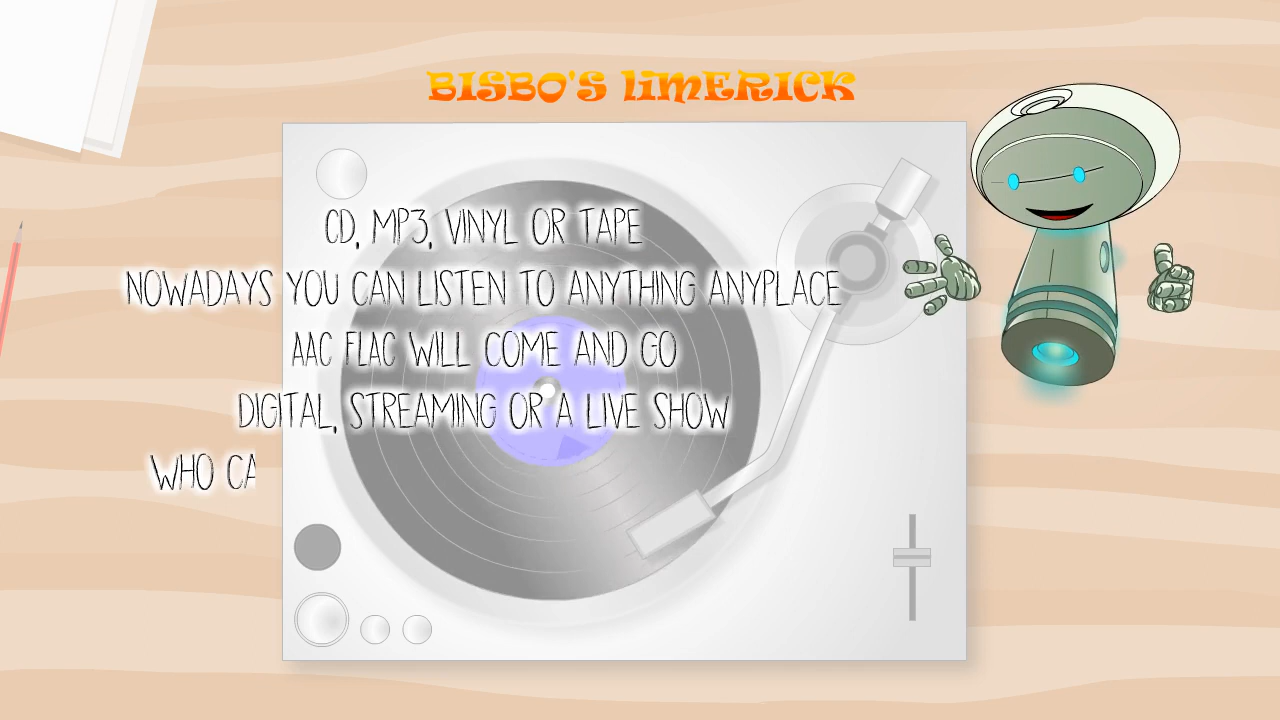 BISBO'S LIMERICK
CD, MP3, VINYL OR TAPE
NOWADAYS YOU CAN LISTEN TO ANYTHING ANYPLACE
AAC FLAC WILL COME AND GO
DIGITAL, STREAMING OR A LIVE SHOW
WHO CA